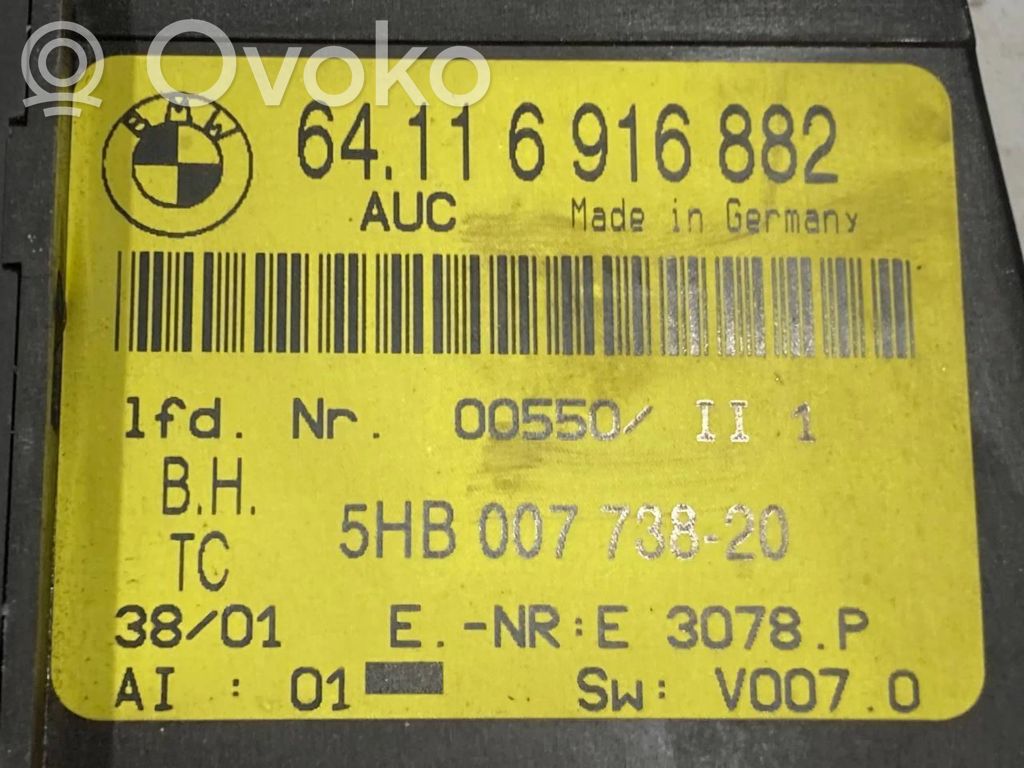 Ovoko
BMW 64.11 6 916 882
AUC Made in Germany
lfd. Nr. 00550/ II 1
B.H.
5HB 007 738-20
TC
38/01 E.-NR:E 3078.P
AI : 01 Sw: V007.0